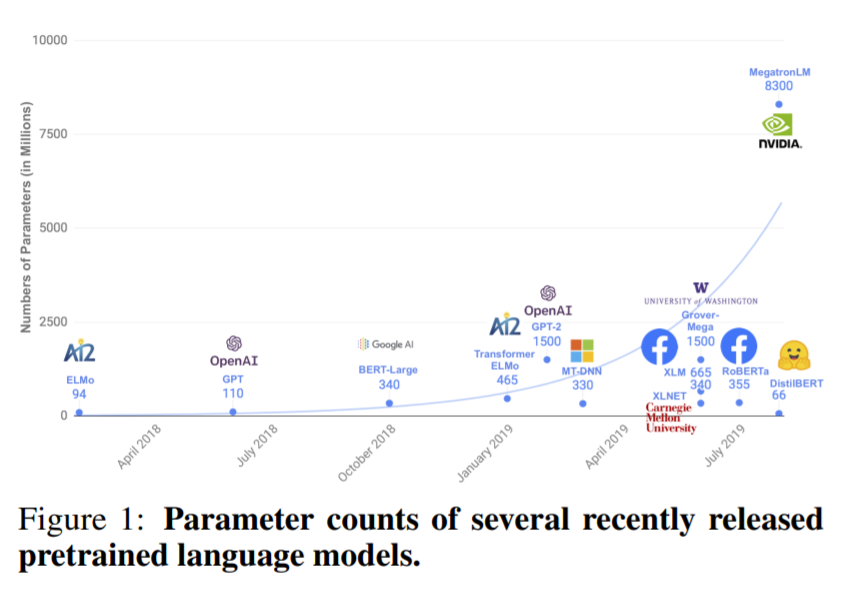 10000
7500
5000
2500
0
Numbers of Parameters (in Millions)
AI2
ELMo
94
OpenAI
GPT
110
Google AI
BERT-Large
340
AI2
Transformer
ELMo
465
OpenAI
GPT-2
1500
MT-DNN
330
XLM 665
XLNET
340
Carnegie
Mellon
University
W
UNIVERSITY of WASHINGTON
Grover-
Mega
1500
RoBERTa
355
DistilBERT
66
MegatronLM
8300
NVIDIA.
April 2018
July 2018
October 2018
January 2019
April 2019
July 2019
Figure 1: Parameter counts of several recently released
pretrained language models.